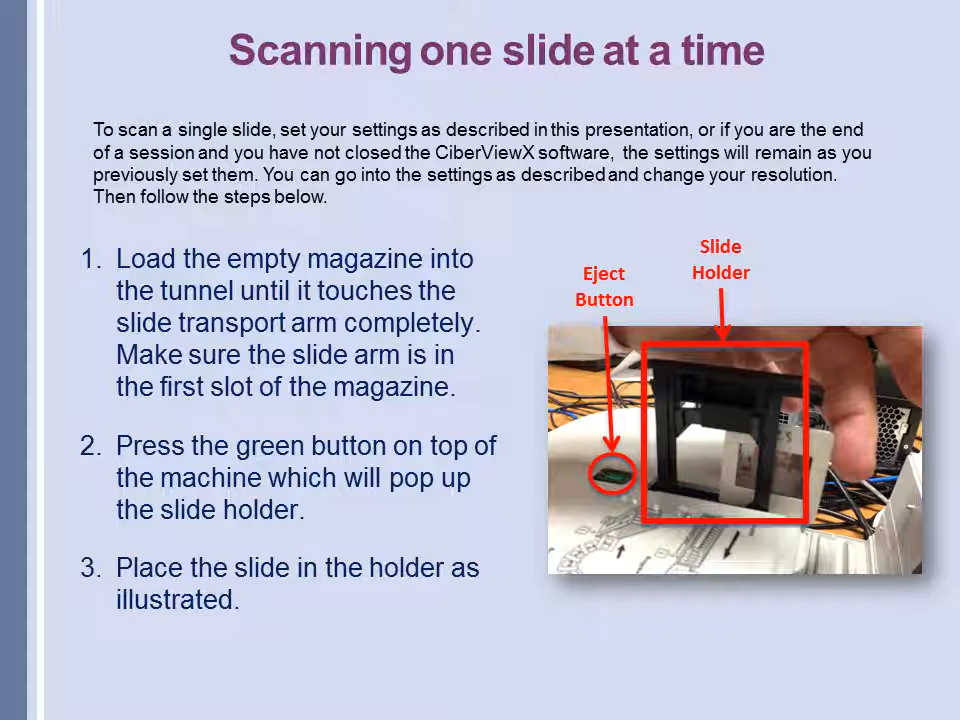 Scanning one slide at a time
To scan a single slide, set your settings as described in this presentation, or if you are the end
of a session and you have not closed the CiberViewX software, the settings will remain as you
previously set them. You can go into the settings as described and change your resolution.
Then follow the steps below.
1. Load the empty magazine into
the tunnel until it touches the
slide transport arm completely.
Make sure the slide arm is in
the first slot of the magazine.
2. Press the green button on top of
the machine which will pop up
the slide holder.
3. Place the slide in the holder as
illustrated.
Slide
Holder
Eject
Button